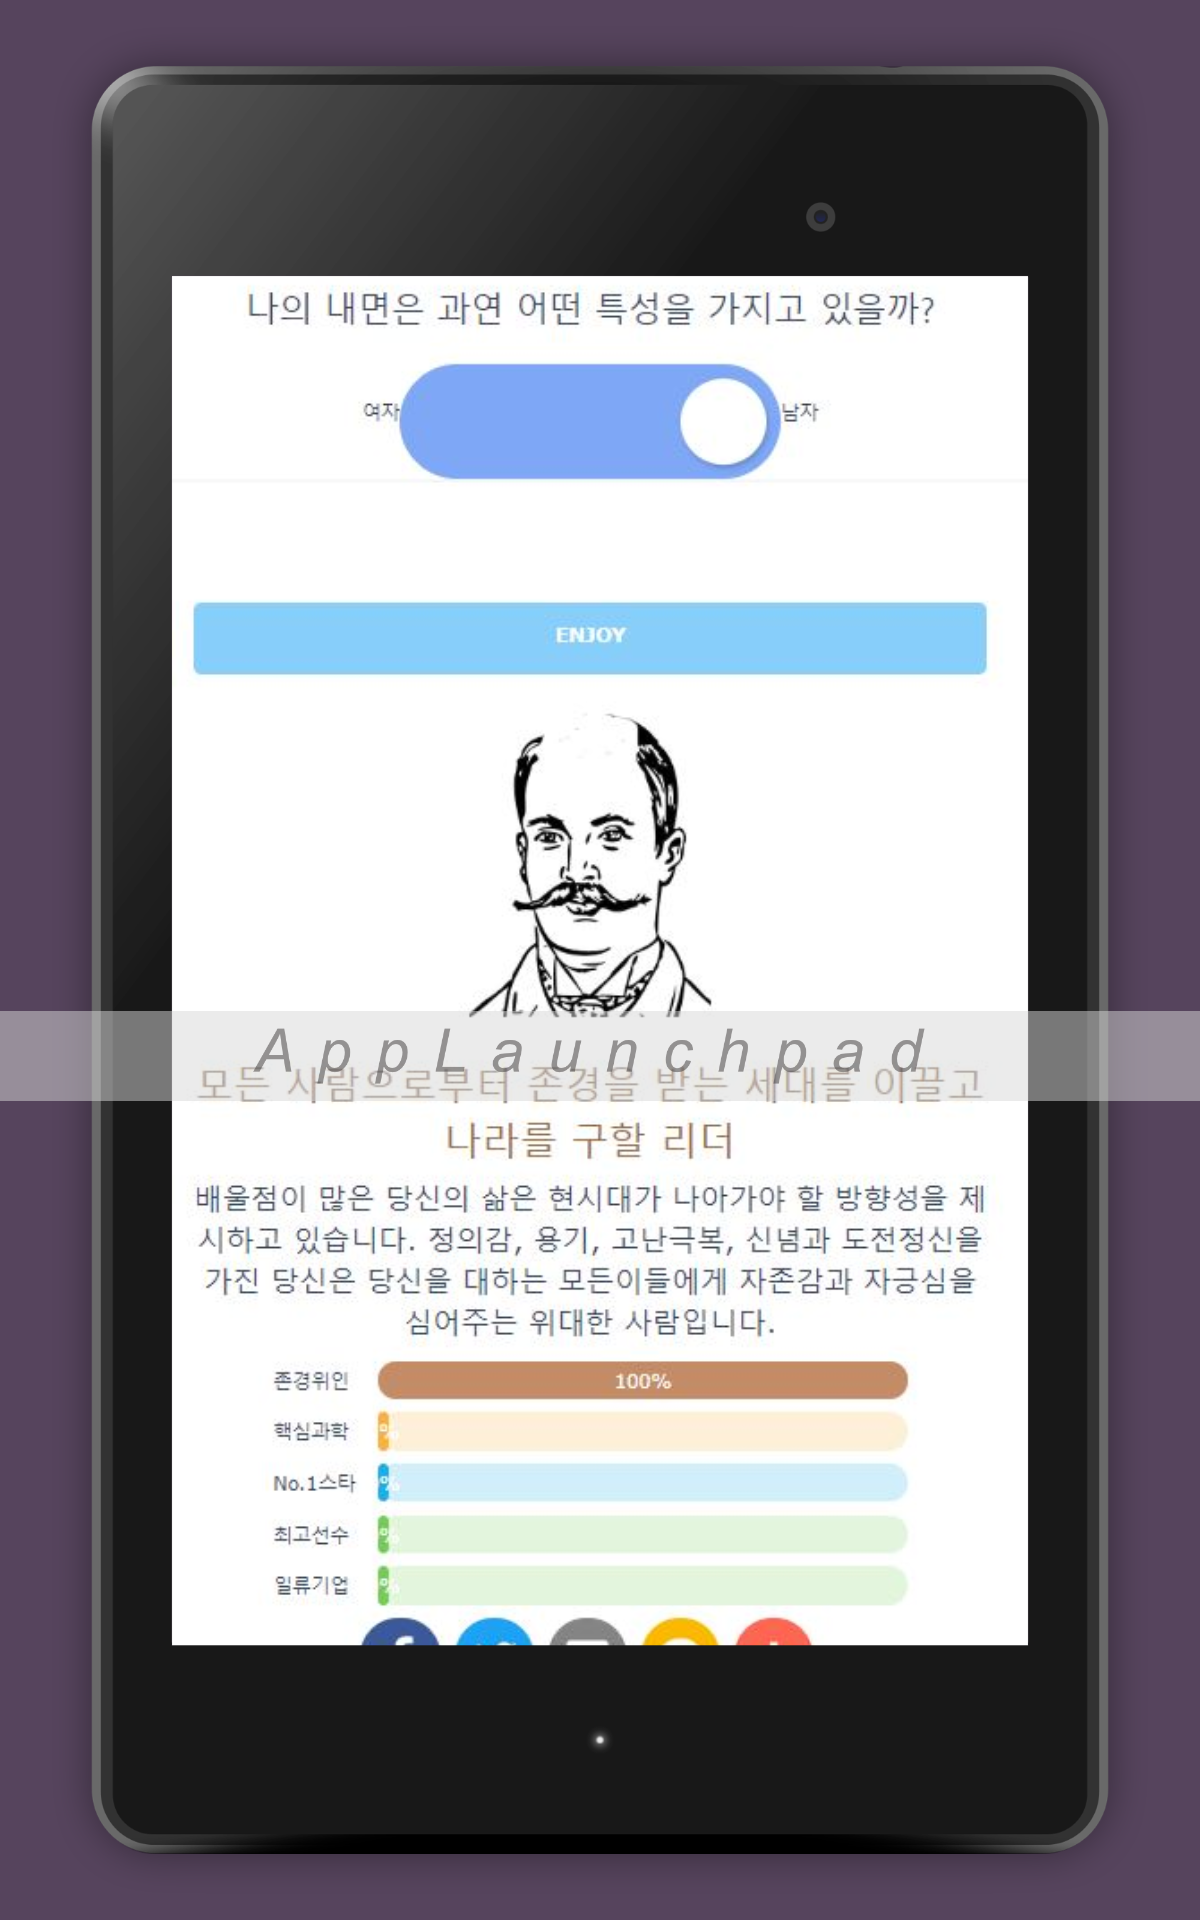 나의 내면은 과연 어떤 특성을 가지고 있을까?
여자 남자
ENJOY
AppLaunchpad
모든 사람으로부터 존경을 받는 세대를 이끌고
나라를 구할 리더
배울점이 많은 당신의 삶은 현시대가 나아가야 할 방향성을 제
시하고 있습니다. 정의감, 용기, 고난극복, 신념과 도전정신을
가진 당신은 당신을 대하는 모든이들에게 자존감과 자긍심을
심어주는 위대한 사람입니다.
존경위인 100%
핵심과학 %
No.1스타 %
최고선수 %
일류기업 %